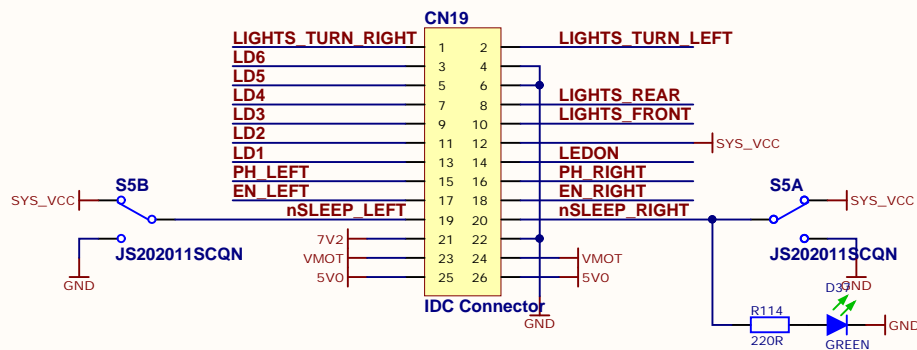 CN19
LIGHTS_TURN_RIGHT 1 2 LIGHTS_TURN_LEFT
LD6 3 4
LD5 5 6
LD4 7 8 LIGHTS_REAR
LD3 9 10 LIGHTS_FRONT
LD2 11 12 SYS_VCC
LD1 13 14 LEDON
PH_LEFT 15 16 PH_RIGHT
S5B S5A
EN_LEFT 17 18 EN_RIGHT
SYS_VCC SYS_VCC
nSLEEP_LEFT 19 20 nSLEEP_RIGHT
7V2 21 22
JS202011SCQN JS202011SCQN
VMOT 23 24 VMOT
5V0 25 26 5V0
GND GND
D37
IDC Connector
R114
GND GND
220R GREEN